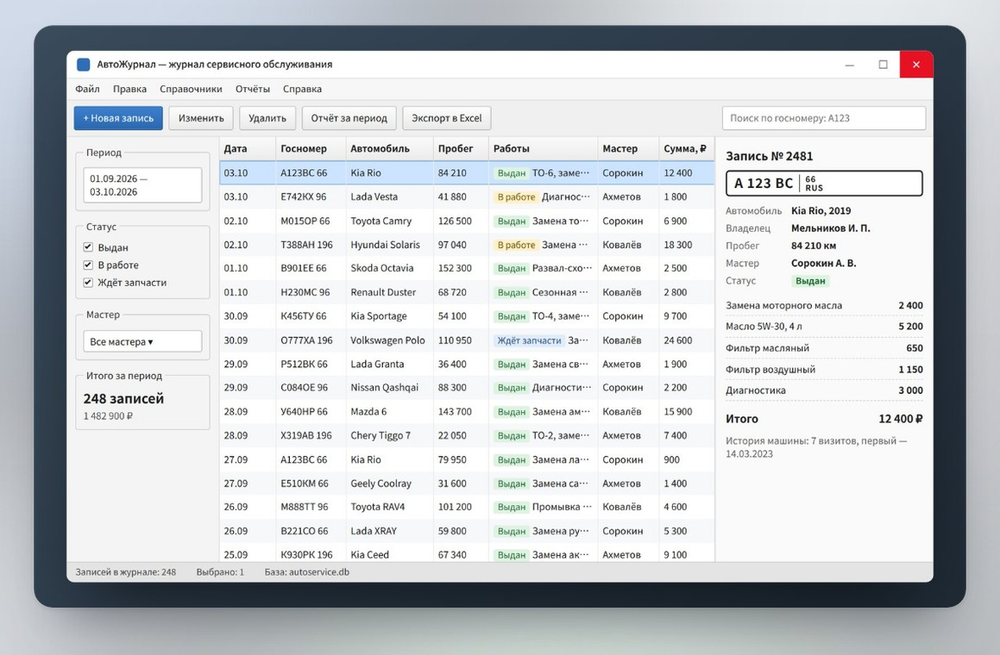 АвтоЖурнал — журнал сервисного обслуживания
Файл Правка Справочники Отчёты Справка
+ Новая запись Изменить Удалить Отчёт за период Экспорт в Excel Поиск по госномеру: А123
Период
01.09.2026 —
03.10.2026
Статус
Выдан
В работе
Ждёт запчасти
Мастер
Все мастера ▾
Итого за период
248 записей
1 482 900 ₽
Дата Госномер Автомобиль Пробег Работы Мастер Сумма, ₽
03.10 А123ВС 66 Kia Rio 84 210 Выдан ТО-6, заме… Сорокин 12 400
03.10 Е742КХ 96 Lada Vesta 41 880 В работе Диагнос… Ахметов 1 800
02.10 М015ОР 66 Toyota Camry 126 500 Выдан Замена то… Сорокин 6 900
02.10 Т388АН 196 Hyundai Solaris 97 040 В работе Замена … Ковалёв 18 300
01.10 В901ЕЕ 66 Skoda Octavia 152 300 Выдан Развал-схо… Ахметов 2 500
01.10 Н230МС 96 Renault Duster 68 720 Выдан Сезонная … Ковалёв 2 800
30.09 К456ТУ 66 Kia Sportage 54 100 Выдан ТО-4, заме… Сорокин 9 700
30.09 О777ХА 196 Volkswagen Polo 110 950 Ждёт запчасти За… Ковалёв 24 600
29.09 Р512ВК 66 Lada Granta 36 400 Выдан Замена св… Ахметов 1 900
29.09 С084ОЕ 96 Nissan Qashqai 88 300 Выдан Диагности… Сорокин 2 200
28.09 У640НР 66 Mazda 6 143 700 Выдан Замена ам… Ковалёв 15 900
28.09 Х319АВ 196 Chery Tiggo 7 22 050 Выдан ТО-2, заме… Ахметов 7 400
27.09 А123ВС 66 Kia Rio 79 950 Выдан Замена ла… Сорокин 900
27.09 Е510КМ 66 Geely Coolray 31 600 Выдан Замена са… Ахметов 1 400
26.09 М888ТТ 96 Toyota RAV4 101 200 Выдан Промывка … Ковалёв 4 600
26.09 В221СО 66 Lada XRAY 59 800 Выдан Замена ру… Сорокин 5 300
25.09 К930РК 196 Kia Ceed 67 340 Выдан Замена ак… Ахметов 9 100
Запись № 2481
А 123 ВС 66
RUS
Автомобиль Kia Rio, 2019
Владелец Мельников И. П.
Пробег 84 210 км
Мастер Сорокин А. В.
Статус Выдан
Замена моторного масла 2 400
Масло 5W-30, 4 л 5 200
Фильтр масляный 650
Фильтр воздушный 1 150
Диагностика 3 000
Итого 12 400 ₽
История машины: 7 визитов, первый —
14.03.2023
Записей в журнале: 248 Выбрано: 1 База: autoservice.db